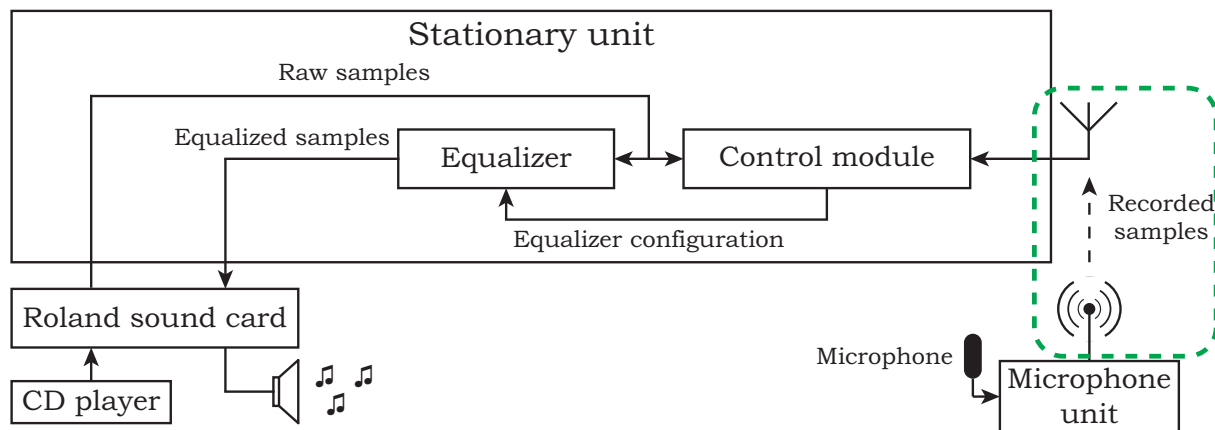 Stationary unit
Raw samples
Equalized samples
Equalizer
Control module
Recorded
samples
Equalizer configuration
Roland sound card
Microphone
Microphone
unit
CD player